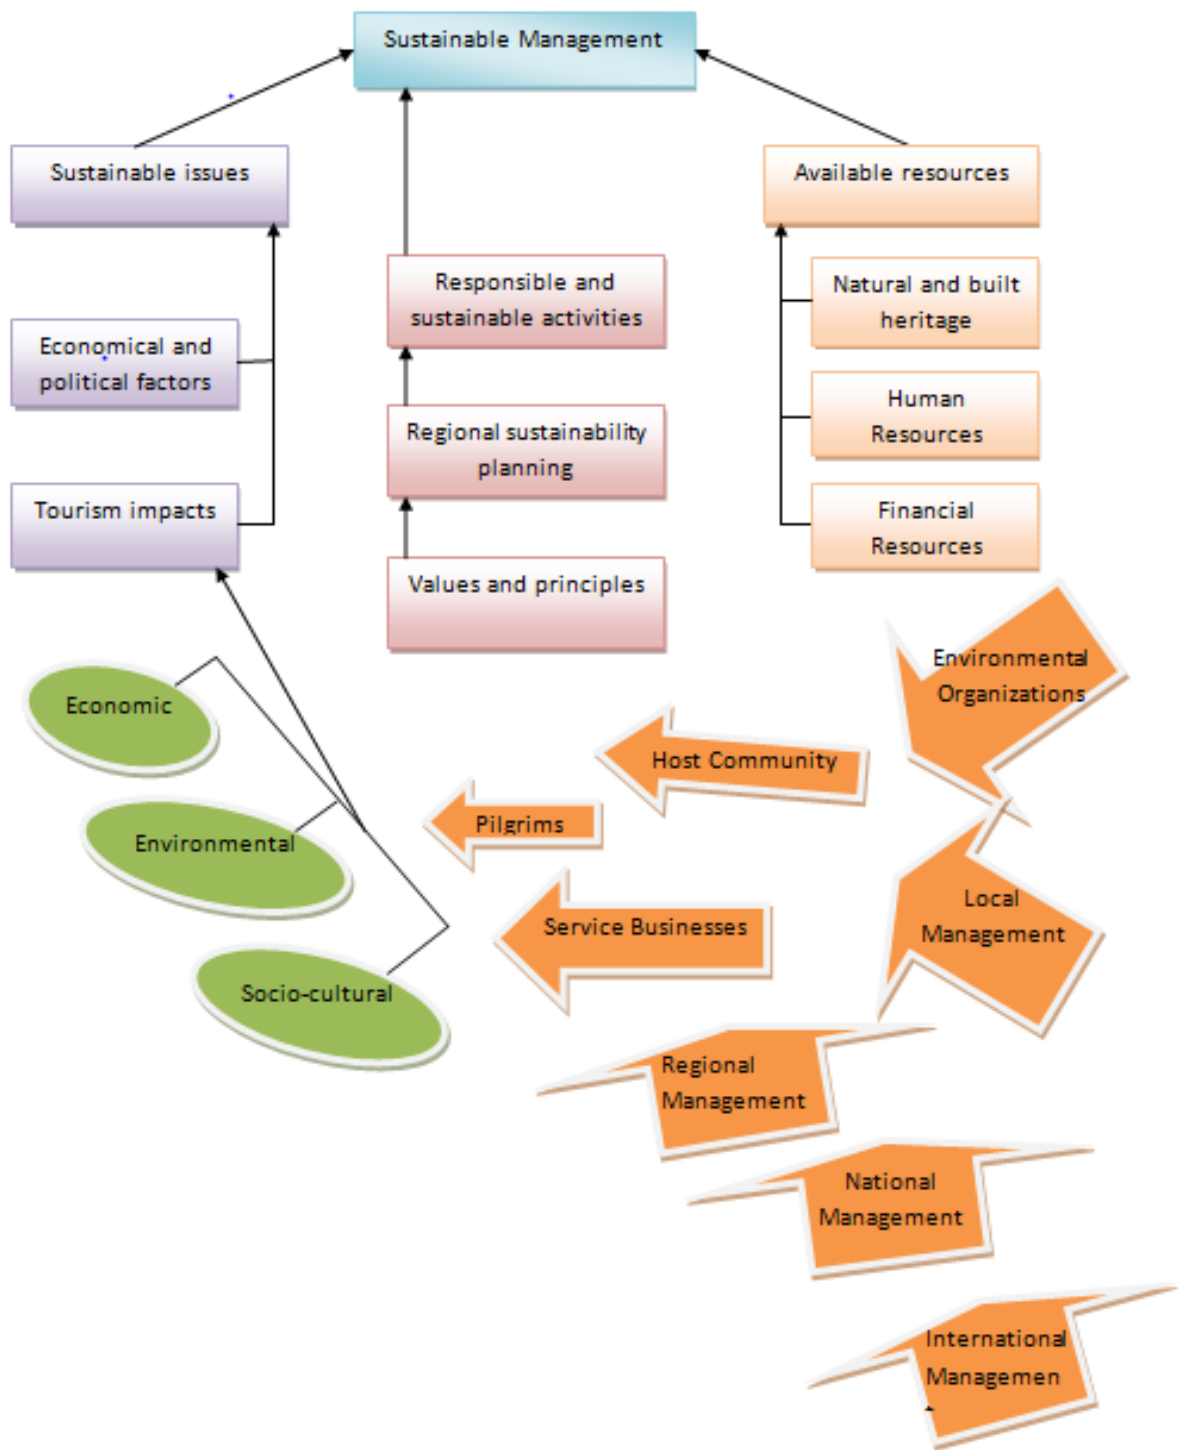 Sustainable Management
Sustainable issues
Available resources
Responsible and
sustainable activities
Natural and built
heritage
Economical and
political factors
Human
Resources
Regional sustainability
planning
Tourism impacts
Financial
Resources
Values and principles
Environmental
Organizations
Economic
Host Community
Pilgrims
Environmental
Local
Management
Service Businesses
Socio-cultural
Regional
Management
National
Management
International
Managemen